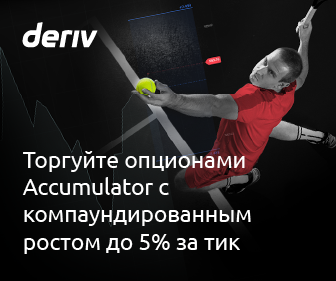 deriv
Торгуйте опционами
Accumulator с
компаундированным
ростом до 5% за тик